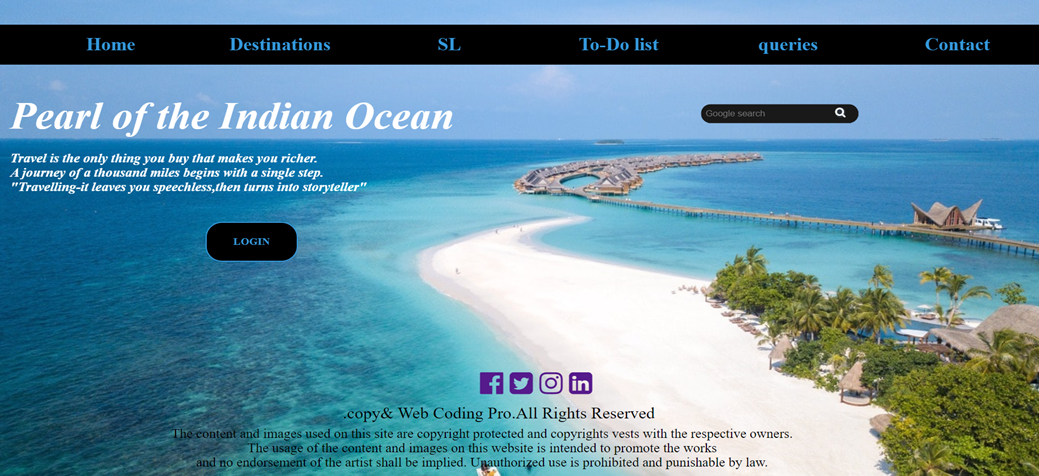 Home Destinations SL To-Do list queries Contact
Pearl of the Indian Ocean
Google search
Travel is the only thing you buy that makes you richer.
A journey of a thousand miles begins with a single step.
"Travelling-it leaves you speechless,then turns into storyteller"
LOGIN
.copy& Web Coding Pro.All Rights Reserved
The content and images used on this site are copyright protected and copyrights vests with the respective owners.
The usage of the content and images on this website is intended to promote the works
and no endorsement of the artist shall be implied. Unauthorized use is prohibited and punishable by law.